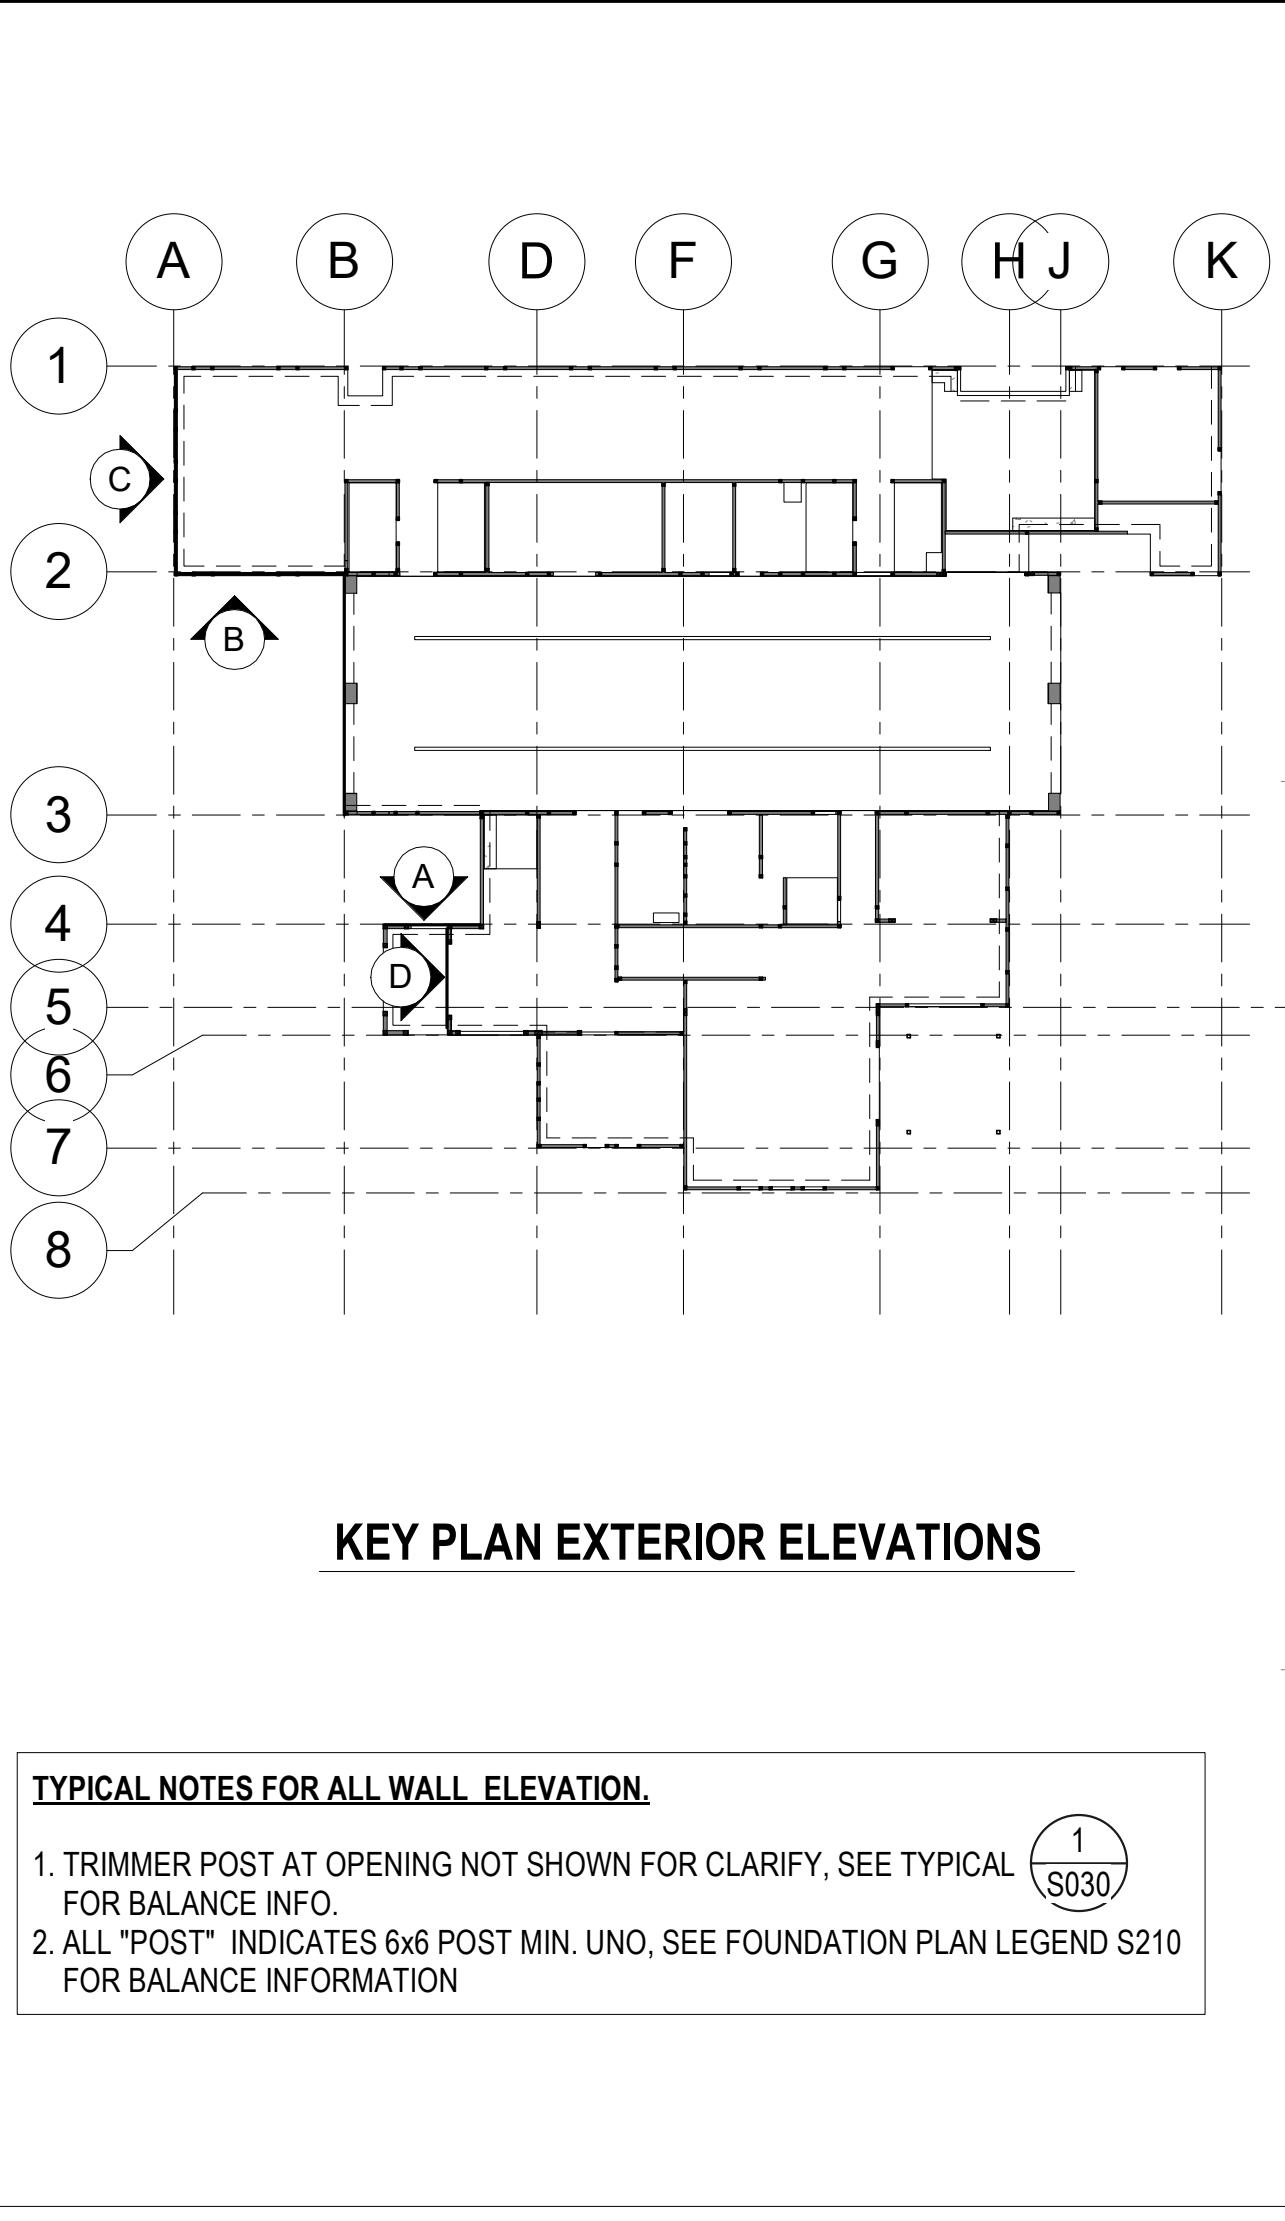 A B D F G H J K
1
2
3
4
5
6
7
8
C
B
A
D
KEY PLAN EXTERIOR ELEVATIONS
TYPICAL NOTES FOR ALL WALL ELEVATION.
1. TRIMMER POST AT OPENING NOT SHOWN FOR CLARIFY, SEE TYPICAL
1
S030
FOR BALANCE INFO.
2. ALL "POST" INDICATES 6x6 POST MIN. UNO, SEE FOUNDATION PLAN LEGEND S210
FOR BALANCE INFORMATION